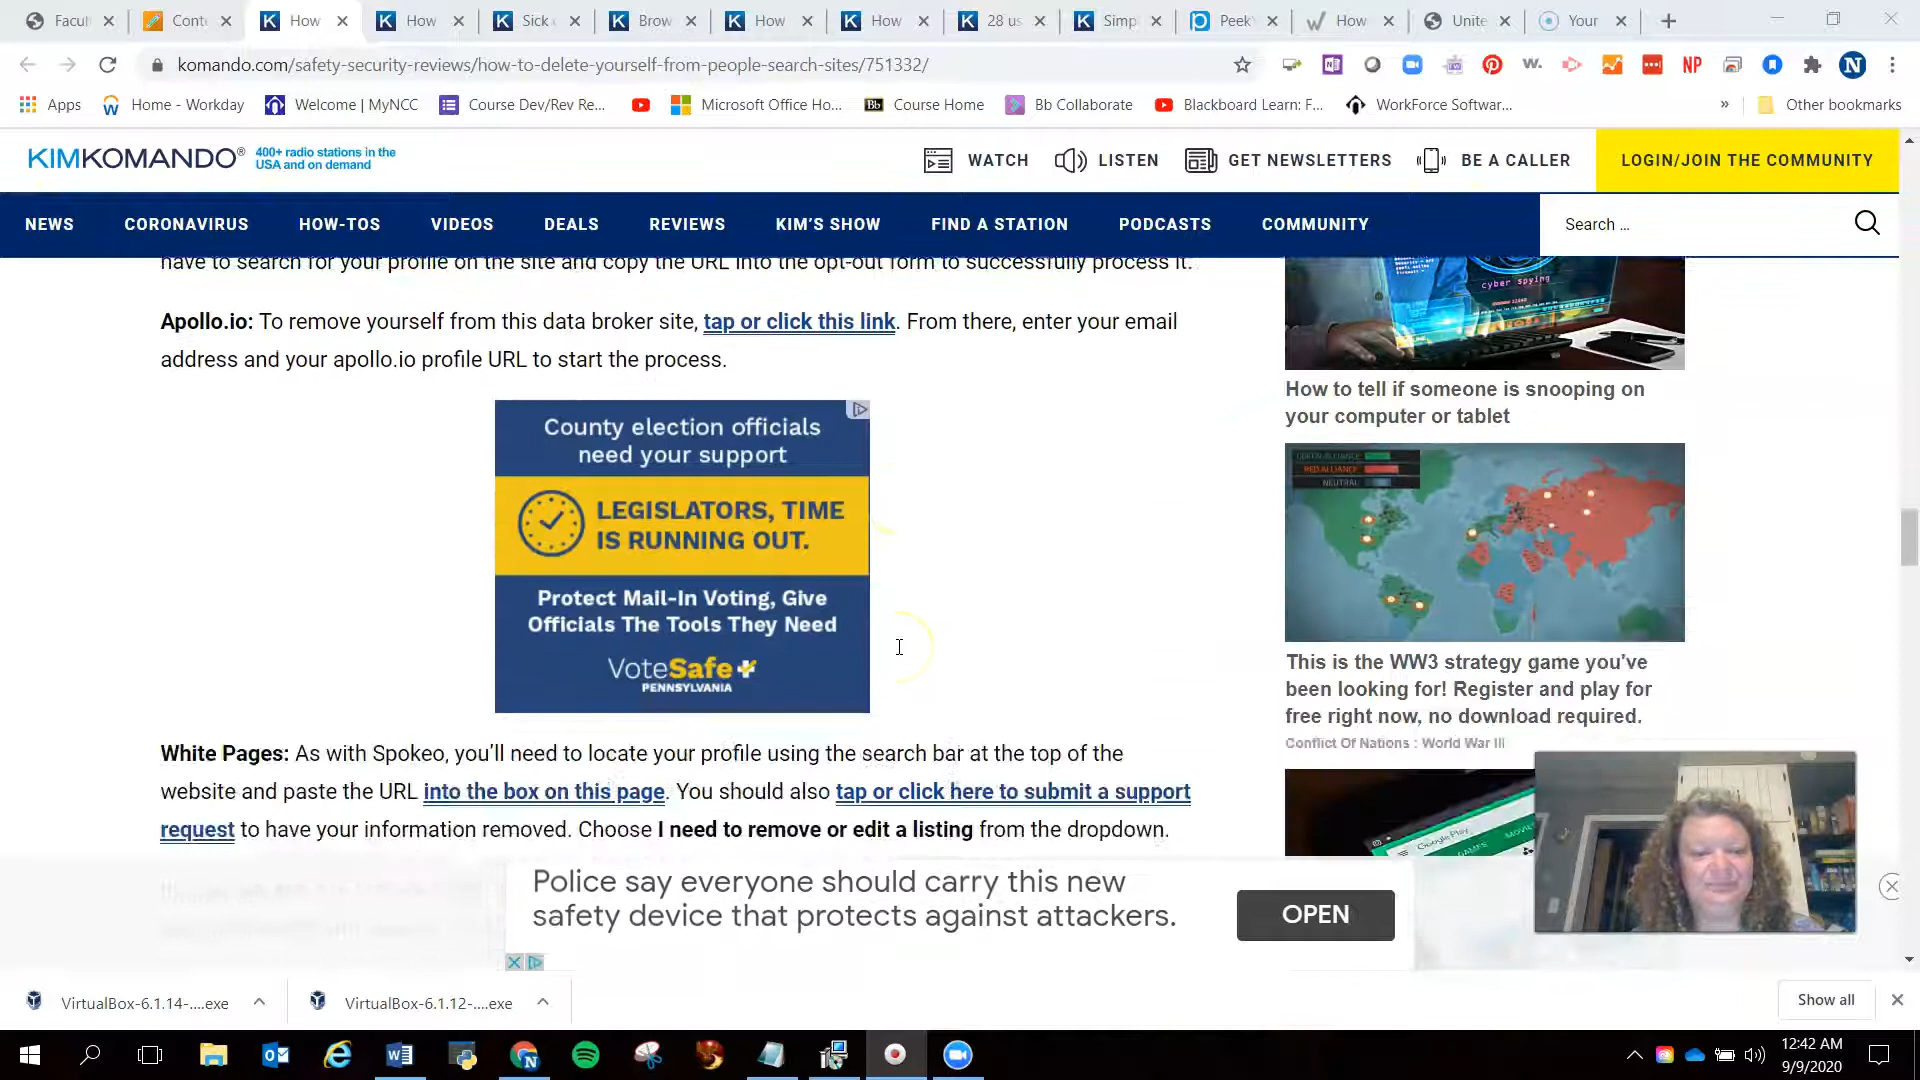 Facul
Conte
How
How
Sick
Brow
How
How
28 us
Simp
PeekY
How
Unite
Your
komando.com/safety-security-reviews/how-to-delete-yourself-from-people-search-sites/751332/
w.
NP
N
Apps
Home - Workday
Welcome | MyNCC
Course Dev/Rev Re...
Microsoft Office Ho...
Bb
Course Home
Bb Collaborate
Blackboard Learn: F...
WorkForce Softwar...
»
Other bookmarks
KIMKOMANDO®
400+ radio stations in the
USA and on demand
WATCH
LISTEN
GET NEWSLETTERS
BE A CALLER
LOGIN/JOIN THE COMMUNITY
NEWS
CORONAVIRUS
HOW-TOS
VIDEOS
DEALS
REVIEWS
KIM'S SHOW
FIND A STATION
PODCASTS
COMMUNITY
Search ...
have to search for your profile on the site and copy the URL into the opt-out form to successfully process it.
Apollo.io: To remove yourself from this data broker site, tap or click this link. From there, enter your email
address and your apollo.io profile URL to start the process.
County election officials
need your support
LEGISLATORS, TIME
IS RUNNING OUT.
Protect Mail-In Voting, Give
Officials The Tools They Need
VoteSafe
PENNSYLVANIA
White Pages: As with Spokeo, you'll need to locate your profile using the search bar at the top of the
website and paste the URL into the box on this page. You should also tap or click here to submit a support
request to have your information removed. Choose I need to remove or edit a listing from the dropdown.
cyber spying
How to tell if someone is snooping on
your computer or tablet
RED ALLIANCE
NEUTRAL
This is the WW3 strategy game you've
been looking for! Register and play for
free right now, no download required.
Conflict Of Nations : World War III
Google Play
GAMES
MOVIES
Police say everyone should carry this new
safety device that protects against attackers.
OPEN
VirtualBox-6.1.14-....exe
VirtualBox-6.1.12-....exe
Show all
12:42 AM
9/9/2020